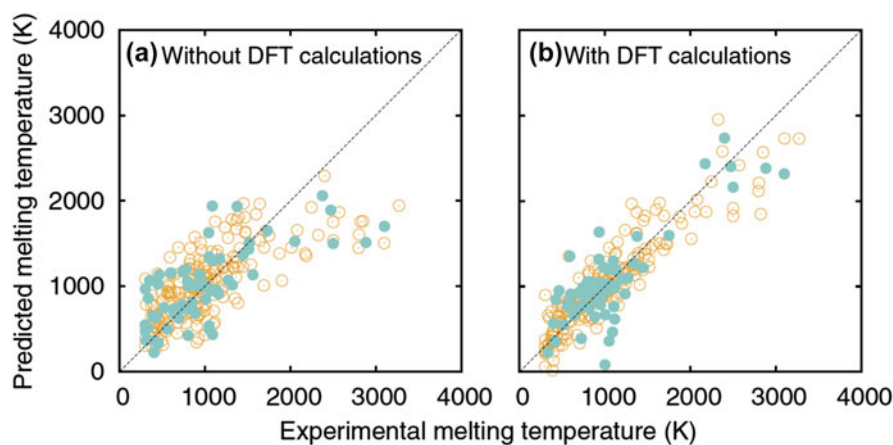 Predicted melting temperature (K)
4000
3000
2000
1000
0
(a) Without DFT calculations
(b) With DFT calculations
0 1000 2000 3000 4000
0 1000 2000 3000 4000
Experimental melting temperature (K)